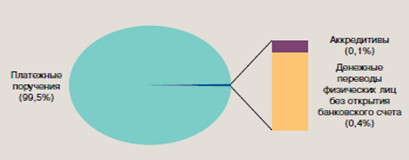 Платежные
поручения
(99,5%)
Аккредитивы
(0,1%)
Денежные
переводы
физических лиц
без открытия
банковского счета
(0,4%)